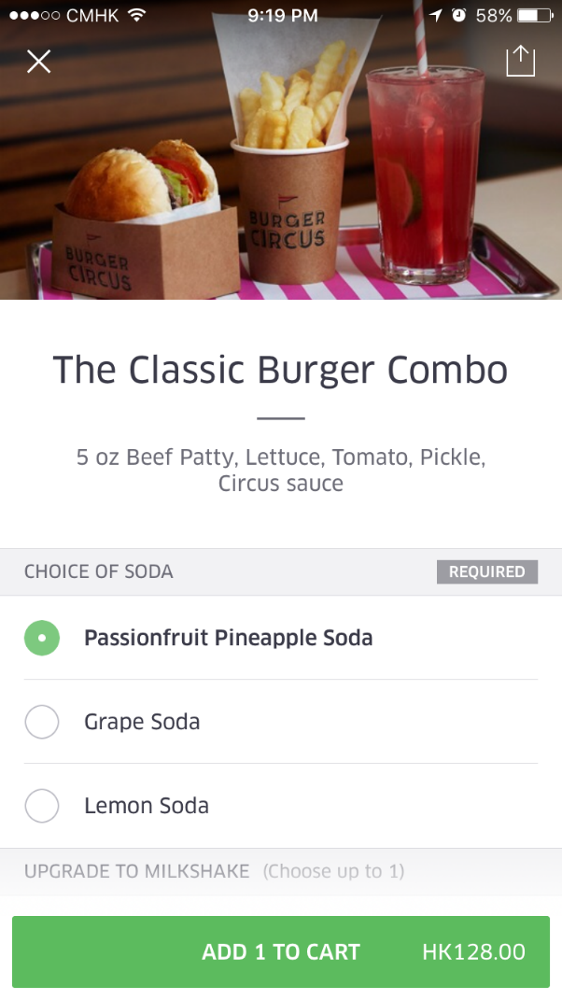 CMHK
9:19 PM
58%
BURGER
CIRCUS
BURGER
CIRCUS
The Classic Burger Combo
5 oz Beef Patty, Lettuce, Tomato, Pickle,
Circus sauce
CHOICE OF SODA
REQUIRED
Passionfruit Pineapple Soda
Grape Soda
Lemon Soda
UPGRADE TO MILKSHAKE (Choose up to 1)
ADD 1 TO CART
HK128.00